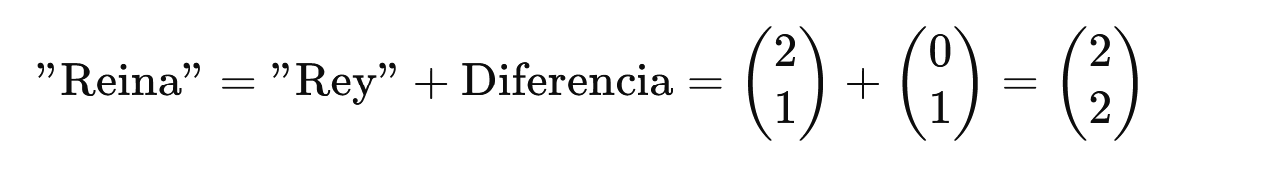 ”Reina” = ”Rey” + Diferencia = (2 1) + (0 1) = (2 2)